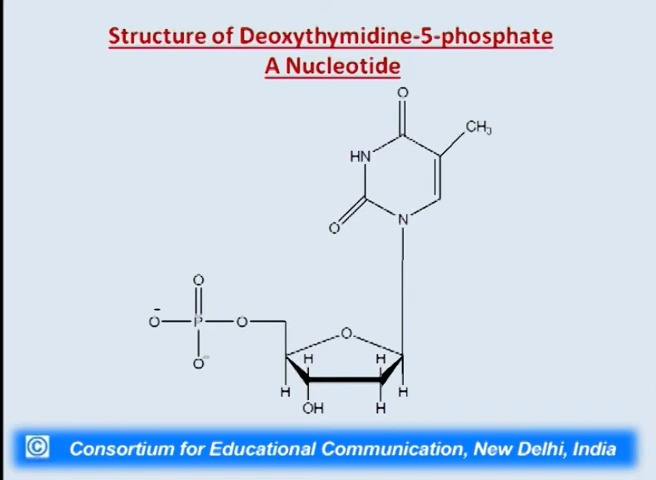 Structure of Deoxythymidine-5-phosphate
A Nucleotide
O
CH₃
HN
O
N
O
O⁻ P O
O⁻
O
H H
H H
OH H
© Consortium for Educational Communication, New Delhi, India